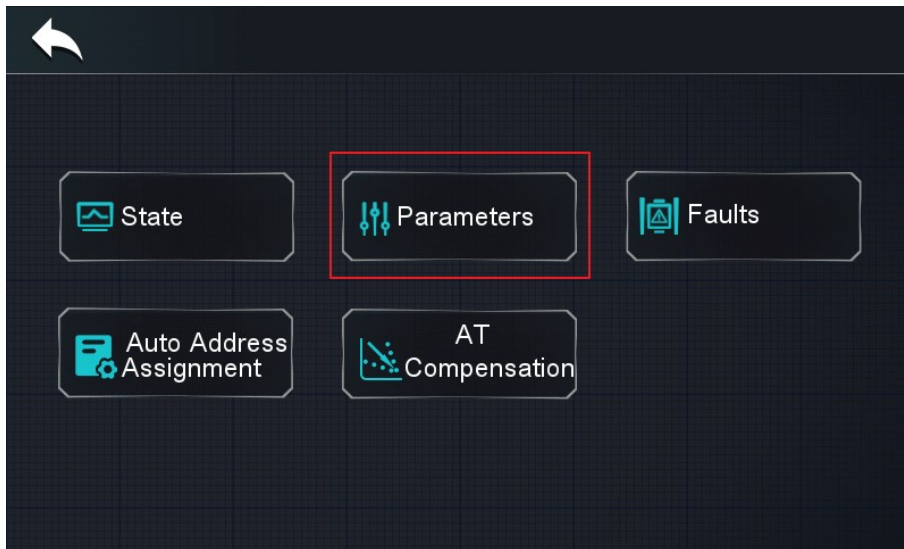 State
Parameters
Faults
Auto Address
Assignment
AT
Compensation